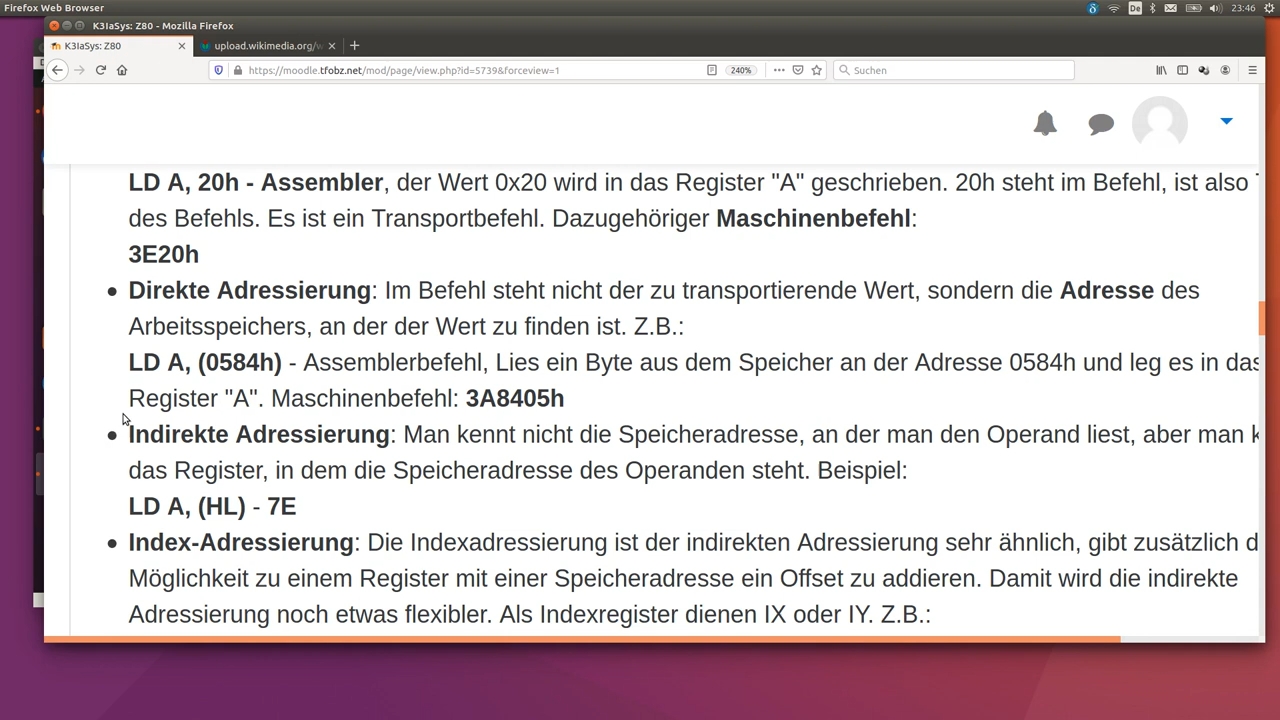 Firefox Web Browser
De
23:46
K3IaSys: Z80 - Mozilla Firefox
K3IaSys: Z80
upload.wikimedia.org/w
https://moodle.tfobz.net/mod/page/view.php?id=5739&forceview=1
240%
Suchen
LD A, 20h - Assembler, der Wert 0x20 wird in das Register "A" geschrieben. 20h steht im Befehl, ist also
des Befehls. Es ist ein Transportbefehl. Dazugehöriger Maschinenbefehl:
3E20h
Direkte Adressierung: Im Befehl steht nicht der zu transportierende Wert, sondern die Adresse des
Arbeitsspeichers, an der der Wert zu finden ist. Z.B.:
LD A, (0584h) - Assemblerbefehl, Lies ein Byte aus dem Speicher an der Adresse 0584h und leg es in das
Register "A". Maschinenbefehl: 3A8405h
Indirekte Adressierung: Man kennt nicht die Speicheradresse, an der man den Operand liest, aber man k
das Register, in dem die Speicheradresse des Operanden steht. Beispiel:
LD A, (HL) - 7E
Index-Adressierung: Die Indexadressierung ist der indirekten Adressierung sehr ähnlich, gibt zusätzlich d
Möglichkeit zu einem Register mit einer Speicheradresse ein Offset zu addieren. Damit wird die indirekte
Adressierung noch etwas flexibler. Als Indexregister dienen IX oder IY. Z.B.: